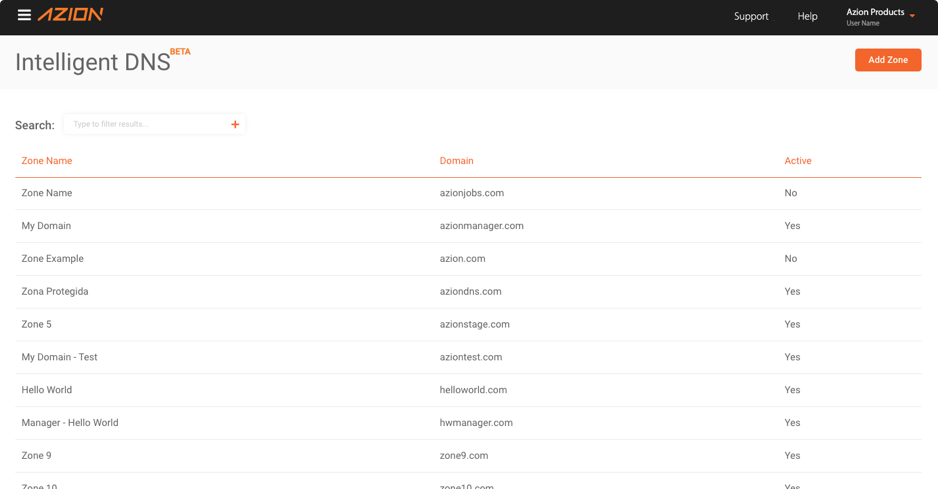 AZION
Support Help Azion Products
User Name
Intelligent DNS BETA
Add Zone
Search: Type to filter results... +
Zone Name Domain Active
Zone Name azionjobs.com No
My Domain azionmanager.com Yes
Zone Example azion.com No
Zona Protegida aziondns.com Yes
Zone 5 azionstage.com Yes
My Domain - Test aziontest.com Yes
Hello World helloworld.com Yes
Manager - Hello World hwmanager.com Yes
Zone 9 zone9.com Yes
Zone 10 zone10.com Yes